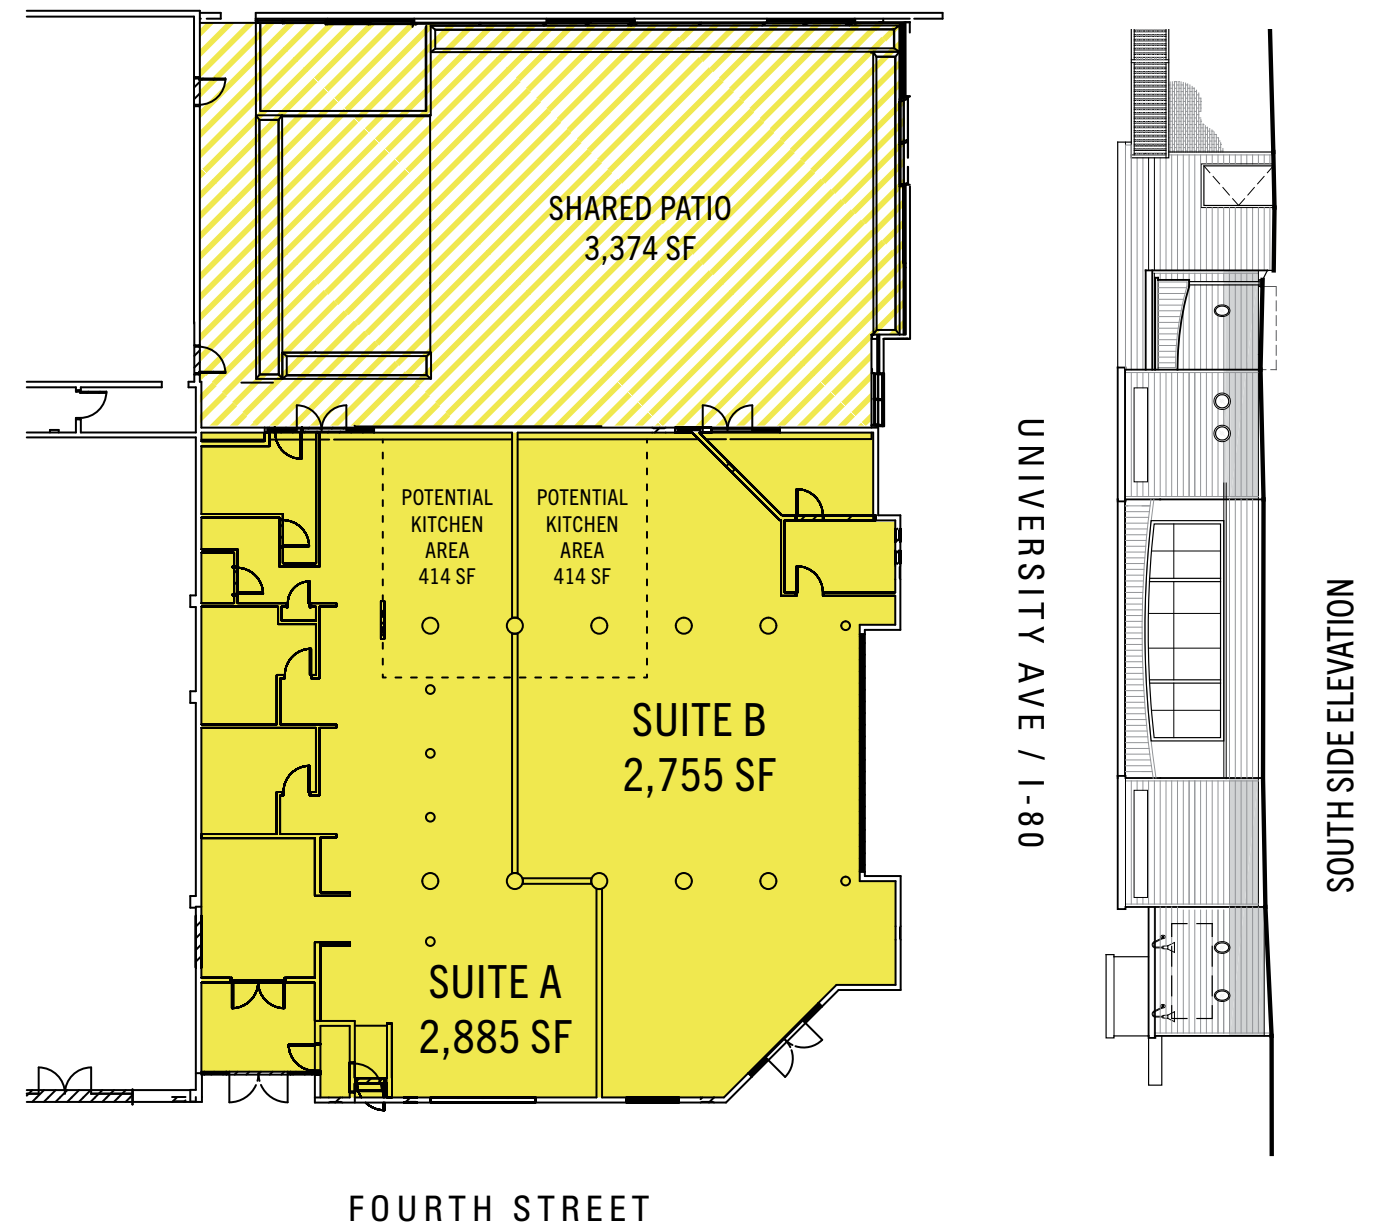 SHARED PATIO
3,374 SF
POTENTIAL
KITCHEN
AREA
414 SF
POTENTIAL
KITCHEN
AREA
414 SF
SUITE B
2,755 SF
SUITE A
2,885 SF
UNIVERSITY AVE / I-80
SOUTH SIDE ELEVATION
FOURTH STREET